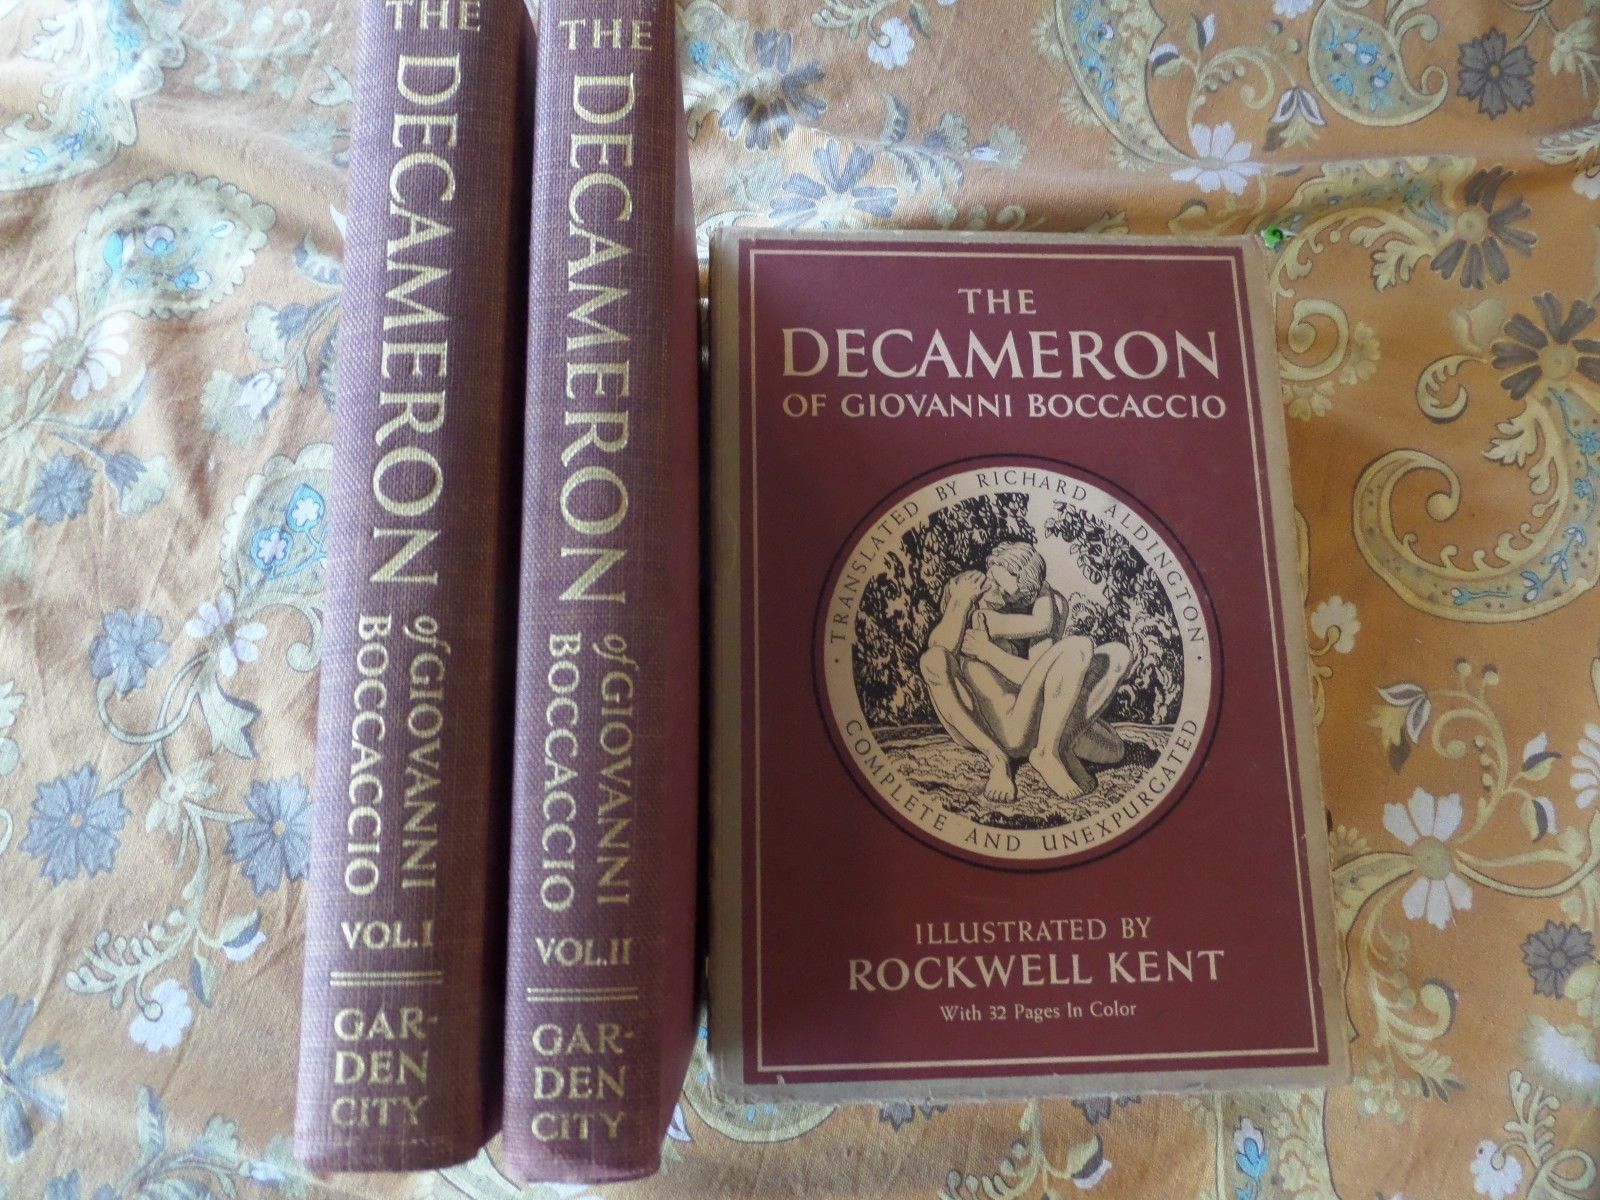 THE DECAMERON
of GIOVANNI
BOCCACCIO
VOL.I
GAR-
DEN
CITY
THE DECAMERON
of GIOVANNI
BOCCACCIO
VOL.II
GAR-
DEN
CITY
THE
DECAMERON
OF GIOVANNI BOCCACCIO
· TRANSLATED BY RICHARD ALDINGTON ·
COMPLETE AND UNEXPURGATED
ILLUSTRATED BY
ROCKWELL KENT
With 32 Pages In Color